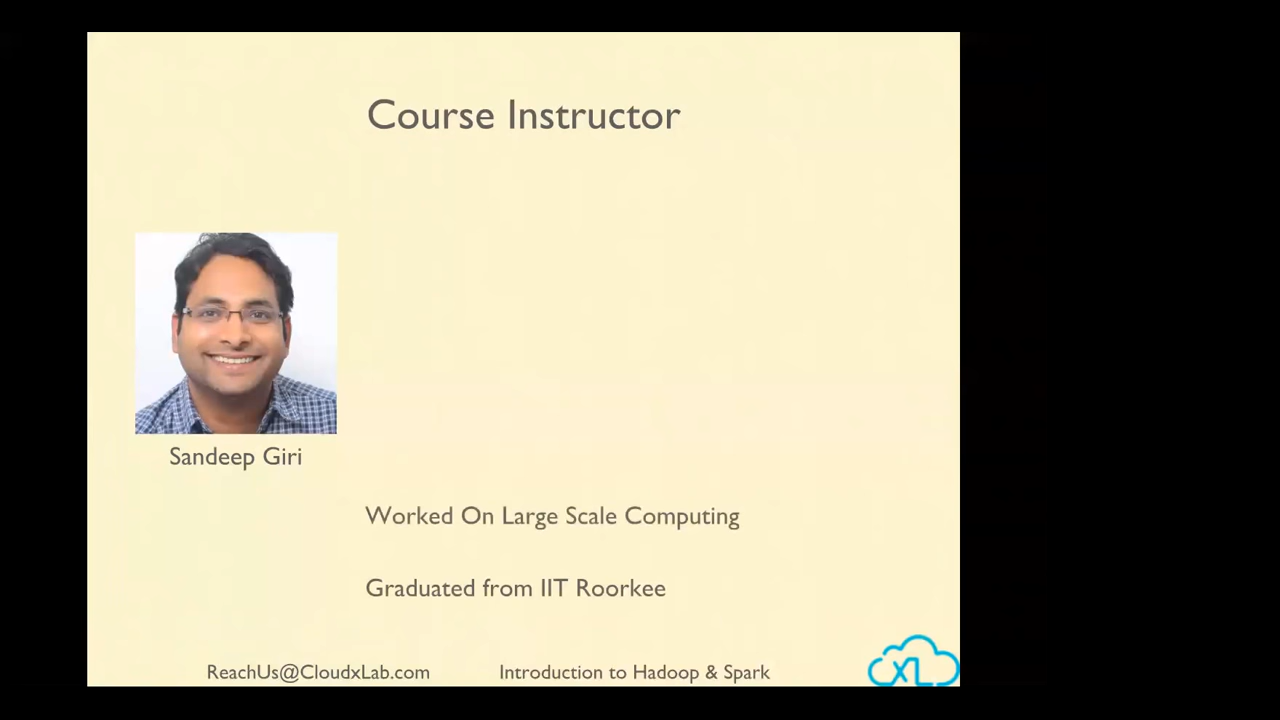 Course Instructor
Sandeep Giri
Worked On Large Scale Computing
Graduated from IIT Roorkee
ReachUs@CloudxLab.com
Introduction to Hadoop & Spark
XL